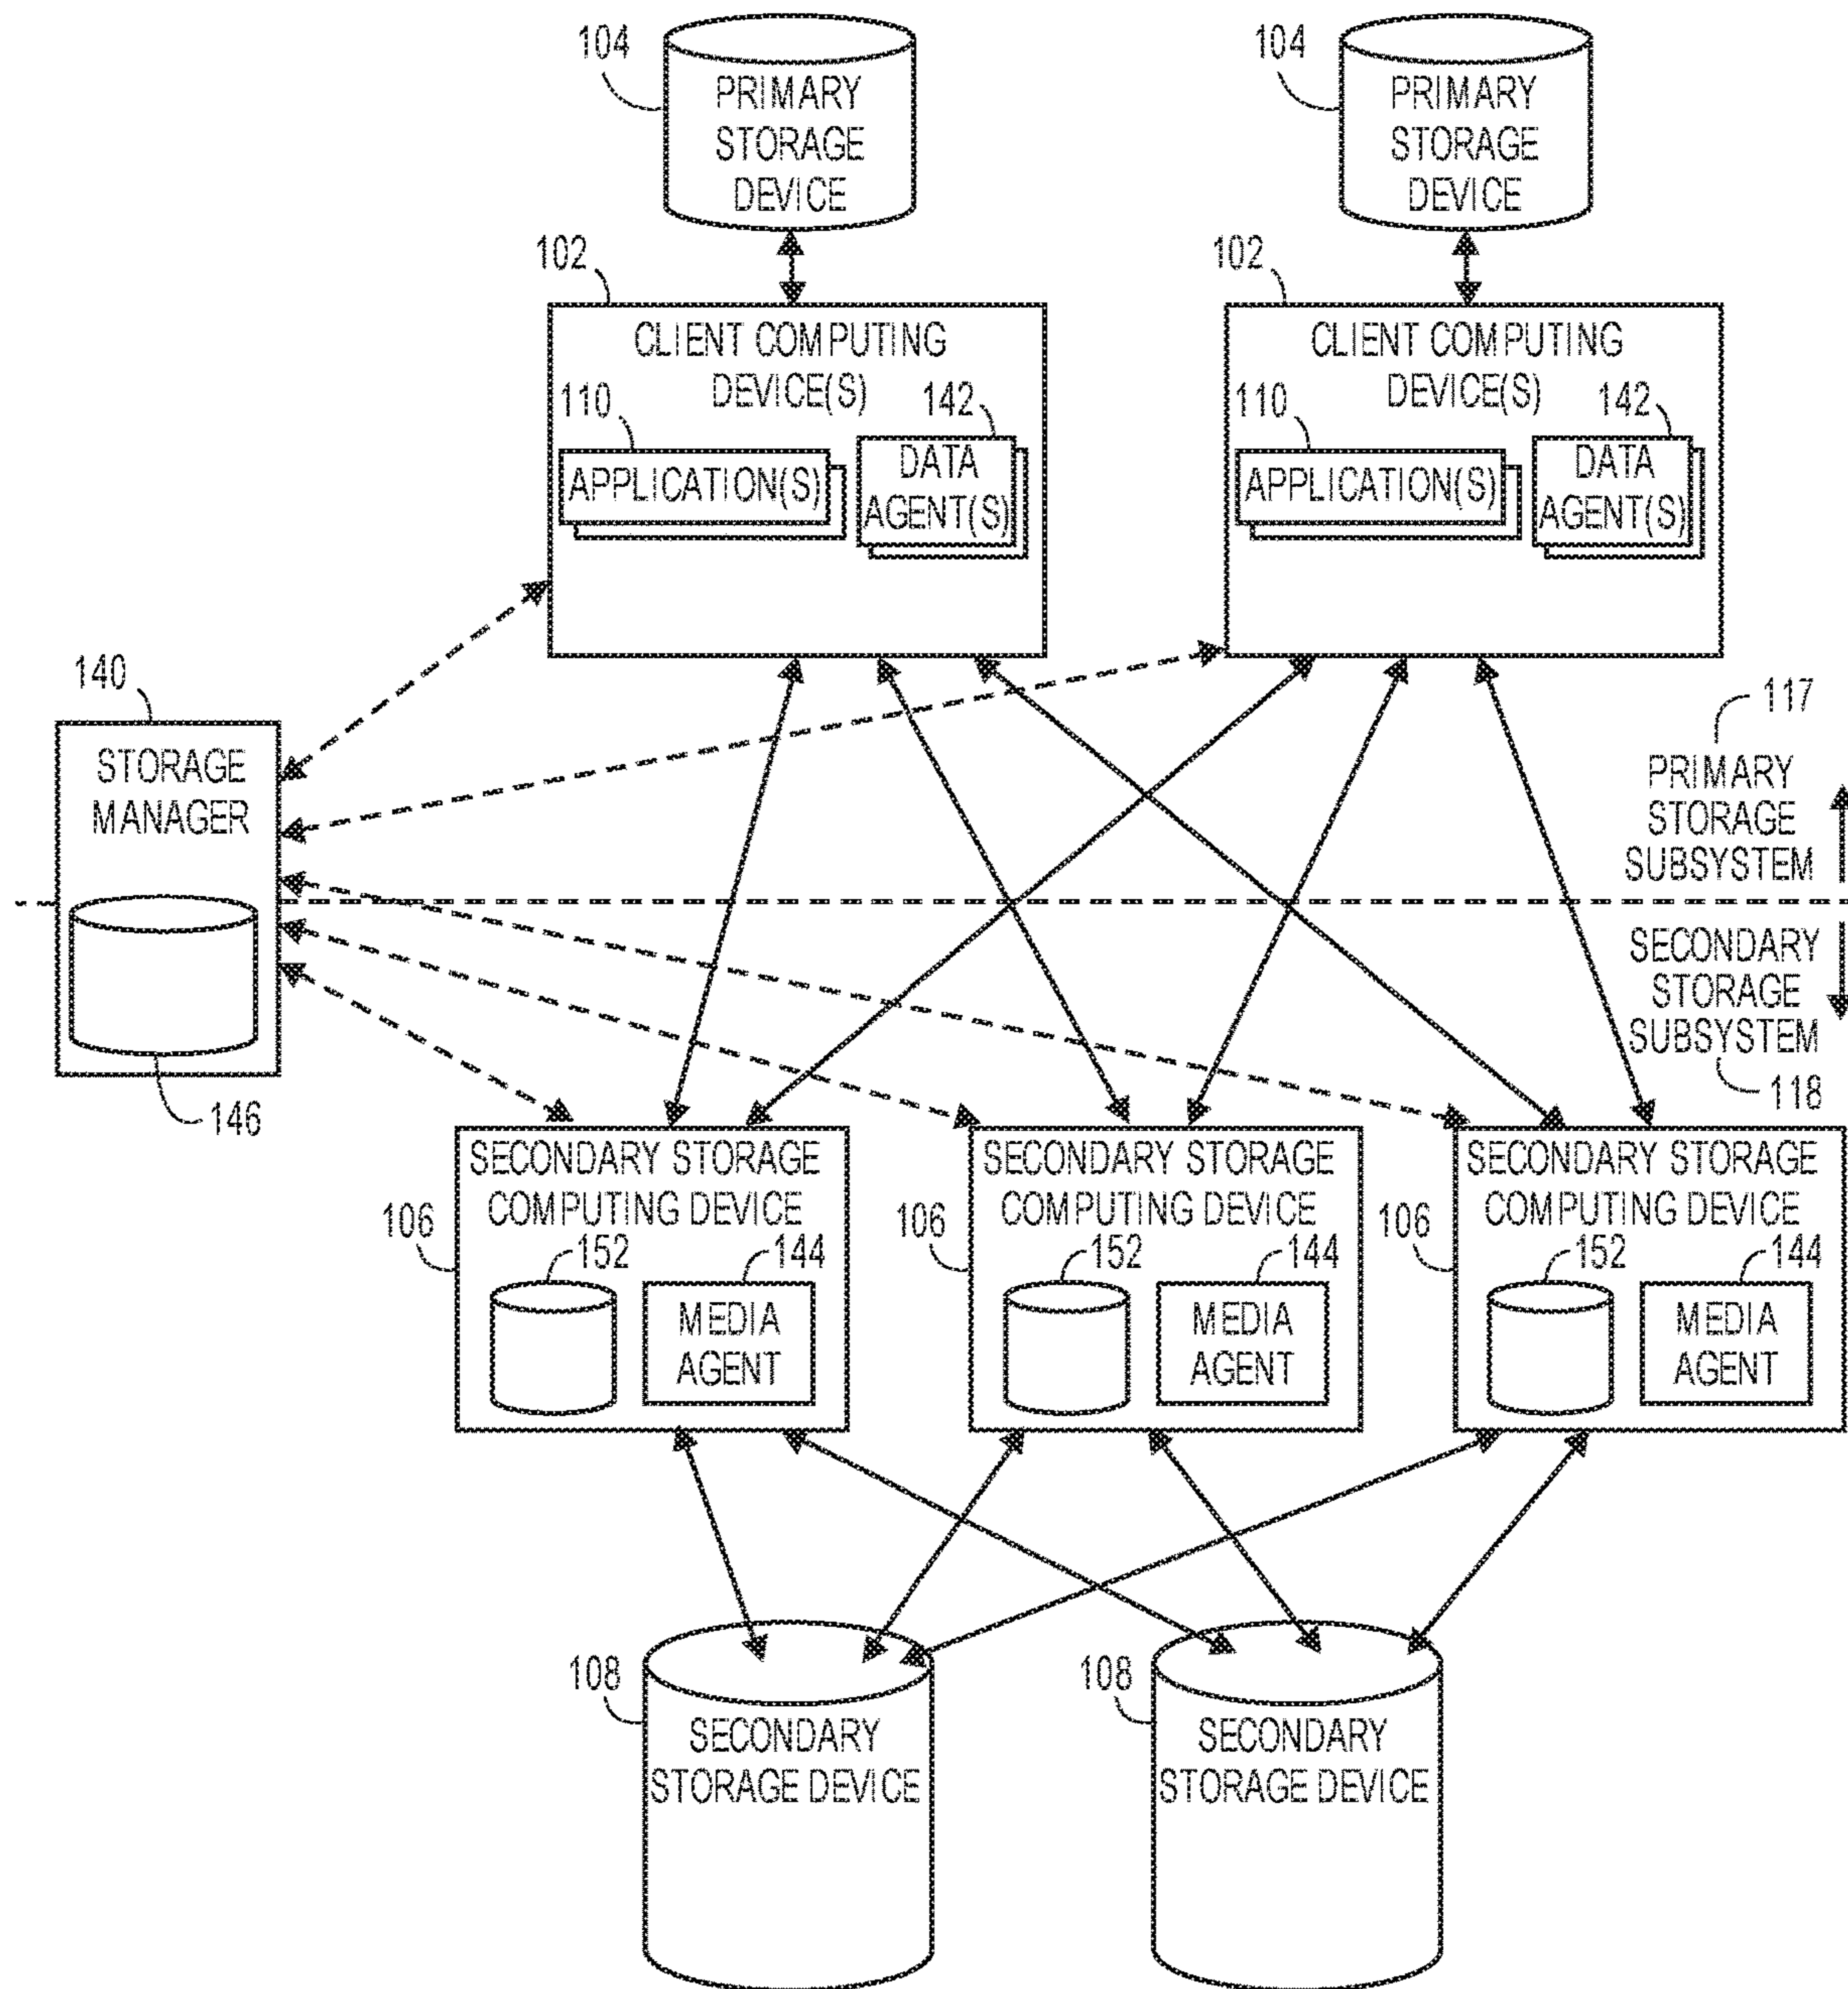 104
PRIMARY
STORAGE
DEVICE
104
PRIMARY
STORAGE
DEVICE
102
CLIENT COMPUTING
DEVICE(S)
110
142
APPLICATION(S)
DATA
AGENT(S)
102
CLIENT COMPUTING
DEVICE(S)
110
142
APPLICATION(S)
DATA
AGENT(S)
140
STORAGE
MANAGER
146
117
PRIMARY
STORAGE
SUBSYSTEM
SECONDARY
STORAGE
SUBSYSTEM
118
SECONDARY STORAGE
COMPUTING DEVICE
106
152
144
MEDIA
AGENT
SECONDARY STORAGE
COMPUTING DEVICE
106
152
144
MEDIA
AGENT
SECONDARY STORAGE
COMPUTING DEVICE
106
152
144
MEDIA
AGENT
108
SECONDARY
STORAGE DEVICE
108
SECONDARY
STORAGE DEVICE